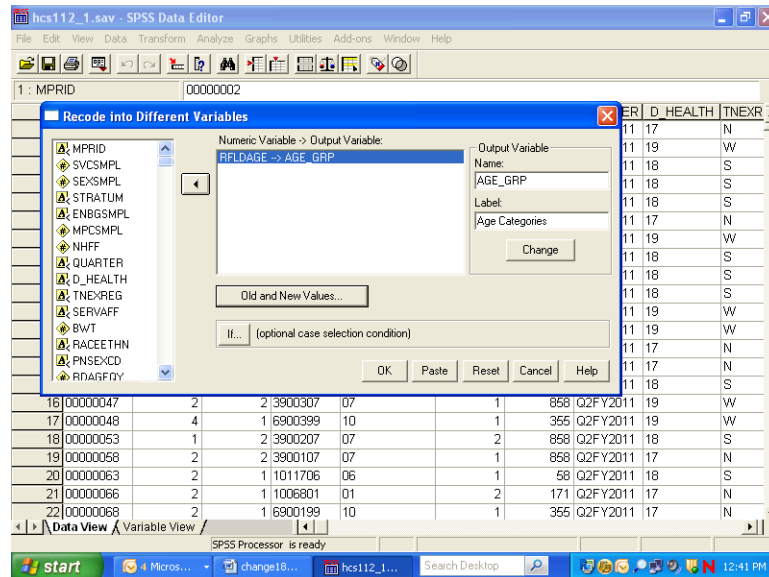 hcs112_1.sav - SPSS Data Editor
File Edit View Data Transform Analyze Graphs Utilities Add-ons Window Help
1 : MPRID 00000002
ER D_HEALTH TNEXR
Recode into Different Variables
MPRID
SVCSMPL
SEXSMPL
STRATUM
ENBGSMPL
MPCSMPL
NHFF
QUARTER
D_HEALTH
TNEXREG
SERVAFF
BWT
RACEETHN
PNSEXCD
RDAGEQY
Numeric Variable -> Output Variable:
RFLDAGE --> AGE_GRP
Output Variable
Name:
AGE_GRP
Label:
Age Categories
Change
Old and New Values...
If... (optional case selection condition)
OK Paste Reset Cancel Help
11 17 N
11 19 W
11 18 S
11 18 S
11 18 S
11 17 N
11 19 W
11 18 S
11 18 S
11 18 S
11 19 W
11 19 W
11 17 N
11 17 N
11 18 S
16 00000047 2 2 3900307 07 1 858 Q2FY2011 19 W
17 00000048 4 1 6900399 10 1 355 Q2FY2011 19 W
18 00000053 1 2 3900207 07 2 858 Q2FY2011 18 S
19 00000058 2 2 3900107 07 1 858 Q2FY2011 17 N
20 00000063 2 1 1011706 06 1 58 Q2FY2011 18 S
21 00000066 2 1 1006801 01 2 171 Q2FY2011 17 N
22 00000068 2 1 6900199 10 1 355 Q2FY2011 17 N
Data View Variable View
SPSS Processor is ready
start 4 Micros... change18... hcs112_1... Search Desktop 12:41 PM